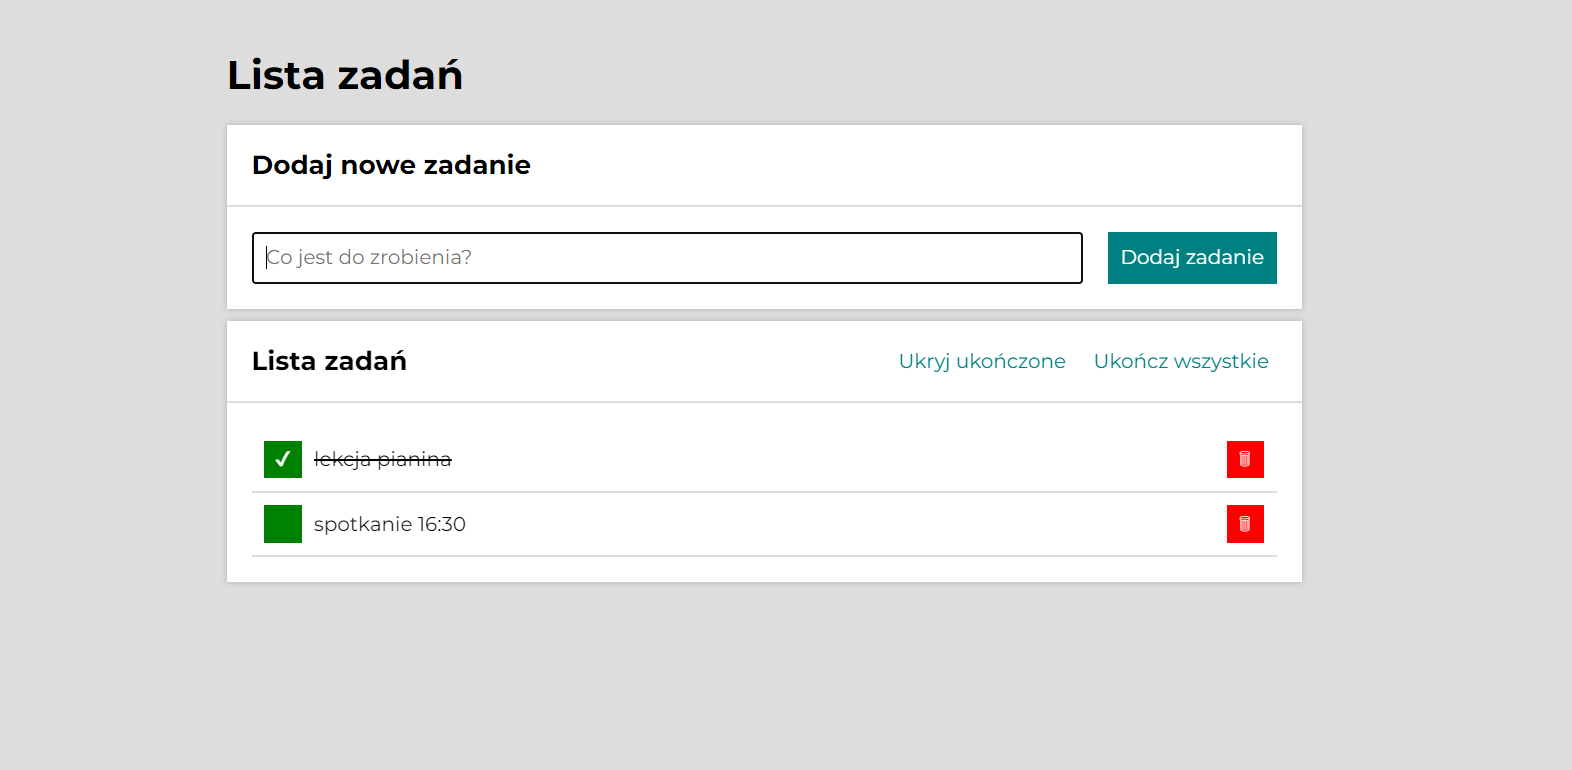 Lista zadań
Dodaj nowe zadanie
Co jest do zrobienia?
Dodaj zadanie
Lista zadań
Ukryj ukończone
Ukończ wszystkie
lekcja pianina
spotkanie 16:30